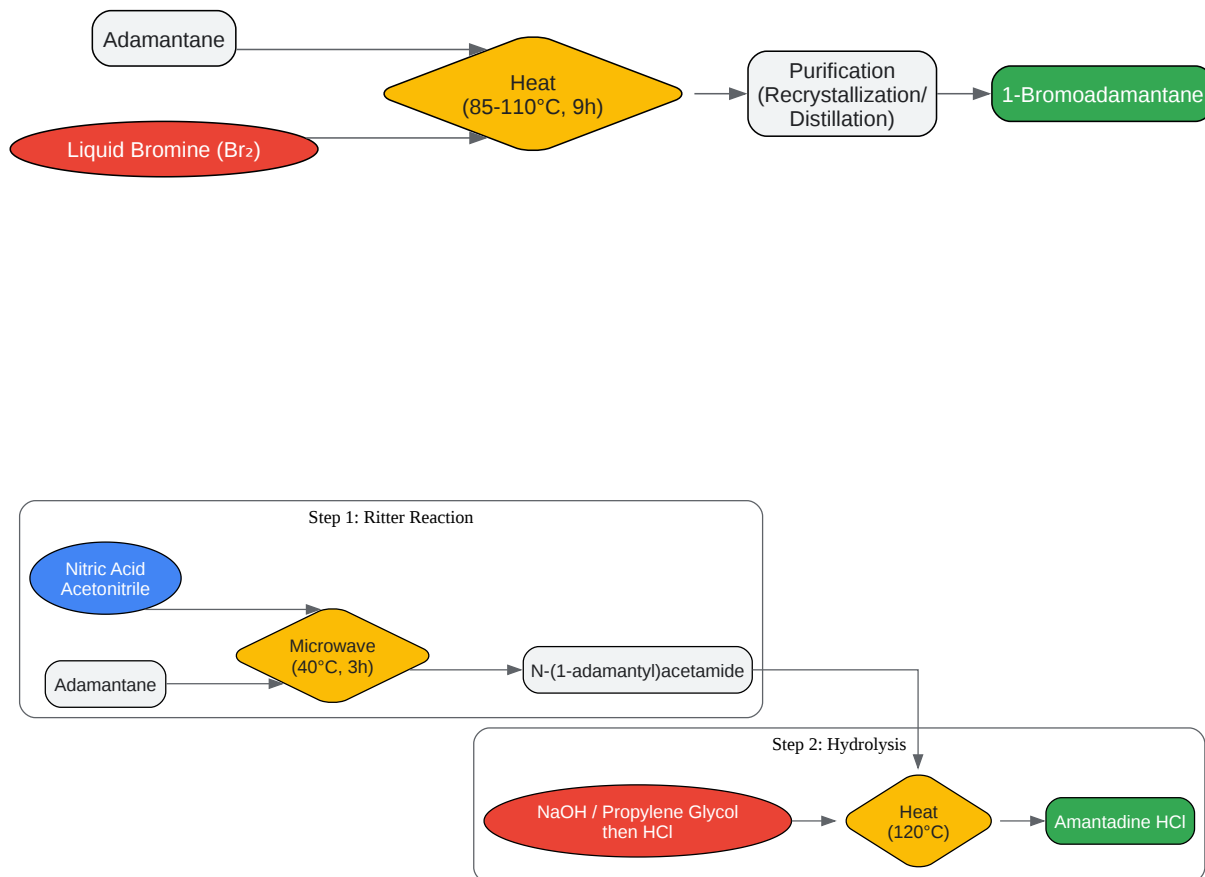 Adamantane
Heat
(85-110°C, 9h)
Purification
(Recrystallization/
Distillation)
1-Bromoadamantane
Liquid Bromine (Br₂)
Step 1: Ritter Reaction
Nitric Acid
Acetonitrile
Microwave
(40°C, 3h)
Adamantane
N-(1-adamantyl)acetamide
Step 2: Hydrolysis
NaOH / Propylene Glycol
then HCl
Heat
(120°C)
Amantadine HCl